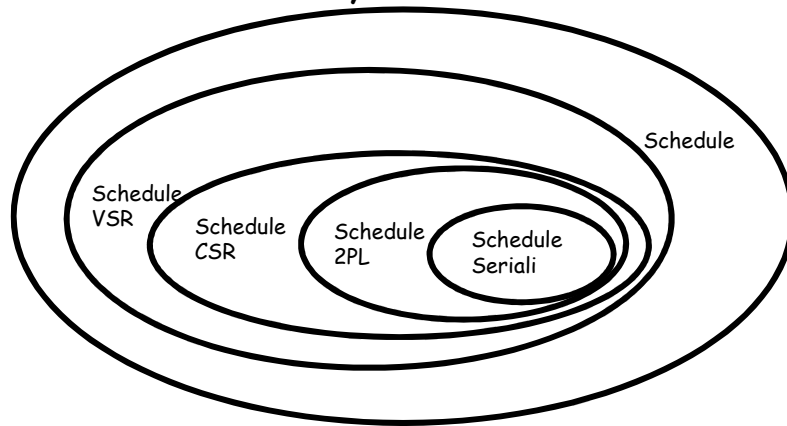 Schedule
Schedule
VSR
Schedule
CSR
Schedule
2PL
Schedule
Seriali